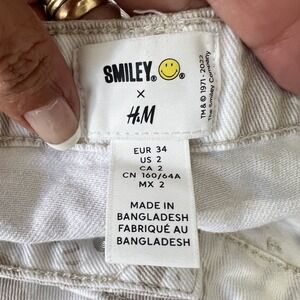 SMILEY® ®
×
H&M
TM & © 1971 - 2022
The Smiley Company
EUR 34
US 2
CA 2
CN 160/64A
MX 2
MADE IN
BANGLADESH
FABRIQUÉ AU
BANGLADESH